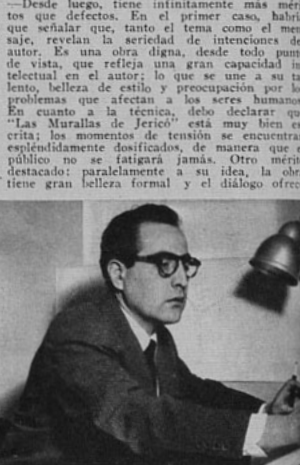 —Desde luego, tiene infinitamente más méri-
tos que defectos. En el primer caso, habrí
que señalar que, tanto el tema como el men
saje, revelan la seriedad de intenciones de
autor. Es una obra digna, desde todo punt
de vista, que refleja una gran capacidad in
telectual en el autor; lo que se une a su ta
lento, belleza de estilo y preocupación por lo
problemas que afectan a los seres humanos
En cuanto a la técnica, debo declarar qu
"Las Murallas de Jericó" está muy bien es
crita; los momentos de tensión se encuentra
espléndidamente dosificados, de manera que e
público no se fatigará jamás. Otro mérit
destacado: paralelamente a su idea, la obr
tiene gran belleza formal y el diálogo ofrec